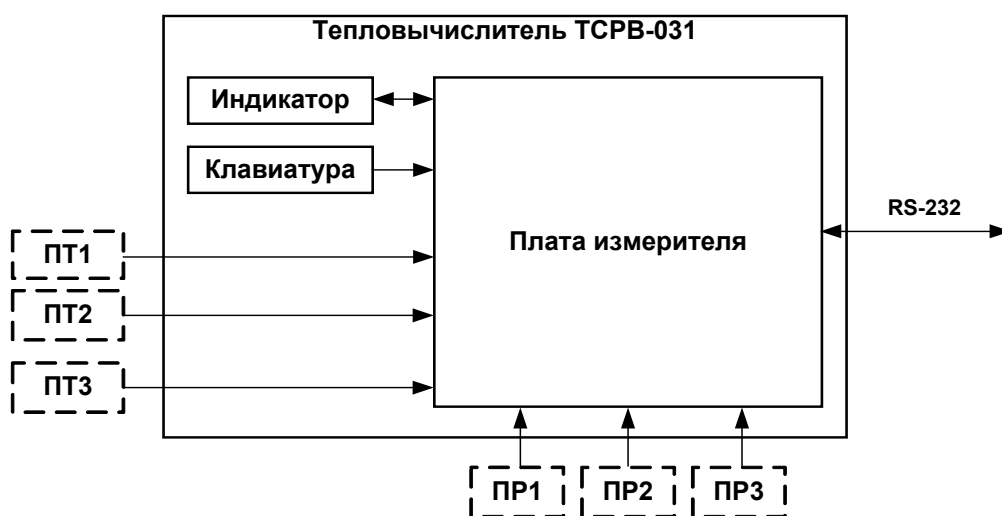 Тепловычислитель ТСРВ-031
Индикатор
Клавиатура
RS-232
Плата измерителя
ПТ1
ПТ2
ПТ3
ПР1 ПР2 ПР3